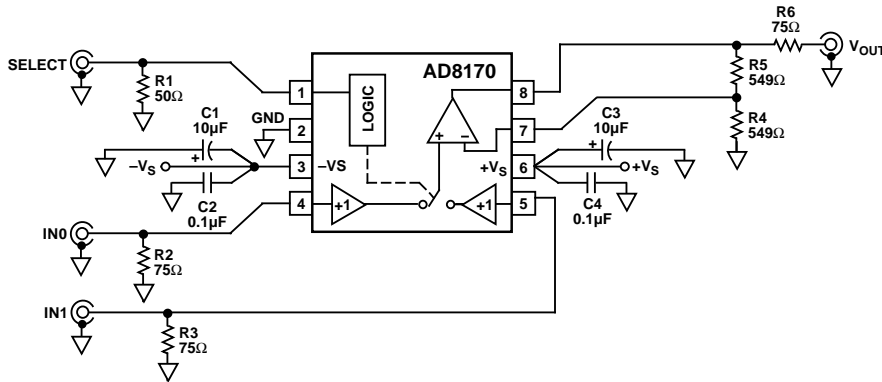 R6
75Ω
SELECT
AD8170
VOUT
R1
50Ω
1
LOGIC
8
R5
549Ω
C1
10µF
GND
2
7
C3
10µF
R4
549Ω
+
+ −
+
−VS
3
−VS
+VS
6
+VS
C2
0.1µF
4
+1
+1
5
C4
0.1µF
IN0
R2
75Ω
IN1
R3
75Ω